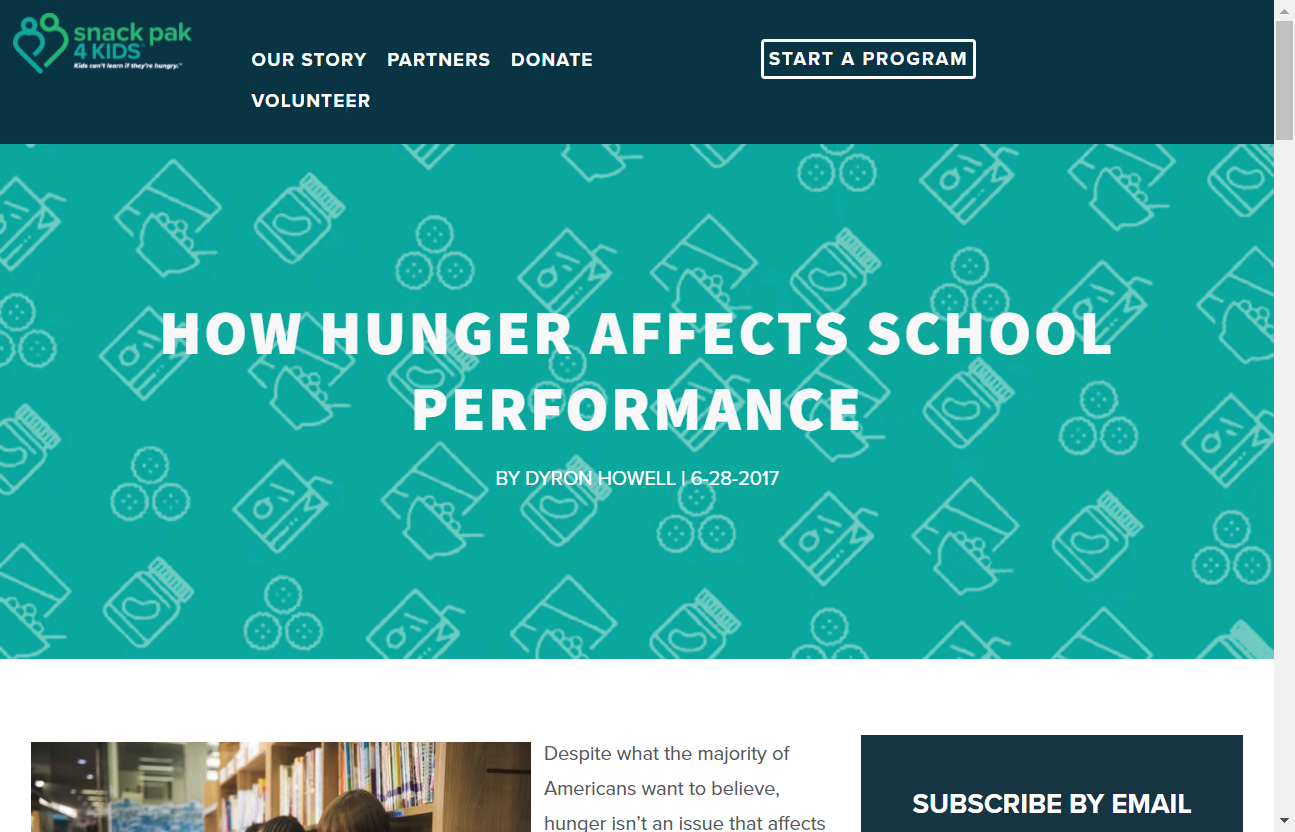 snack pak
4 KIDS
Kids can't learn if they're hungry.™
OUR STORY PARTNERS DONATE
VOLUNTEER
START A PROGRAM
HOW HUNGER AFFECTS SCHOOL
PERFORMANCE
BY DYRON HOWELL | 6-28-2017
Despite what the majority of
Americans want to believe,
hunger isn’t an issue that affects
SUBSCRIBE BY EMAIL